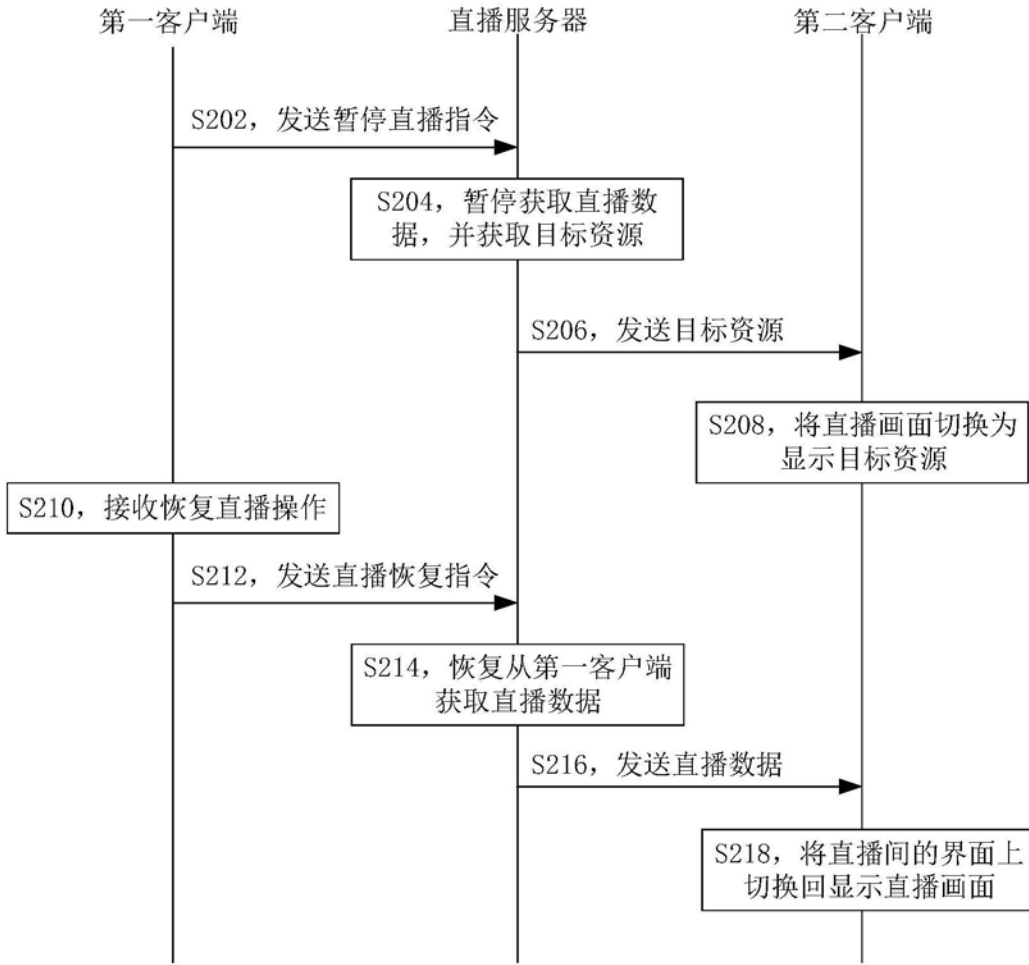 第一客户端
直播服务器
第二客户端
S202，发送暂停直播指令
S204，暂停获取直播数
据，并获取目标资源
S206，发送目标资源
S208，将直播画面切换为
显示目标资源
S210，接收恢复直播操作
S212，发送直播恢复指令
S214，恢复从第一客户端
获取直播数据
S216，发送直播数据
S218，将直播间的界面上
切换回显示直播画面